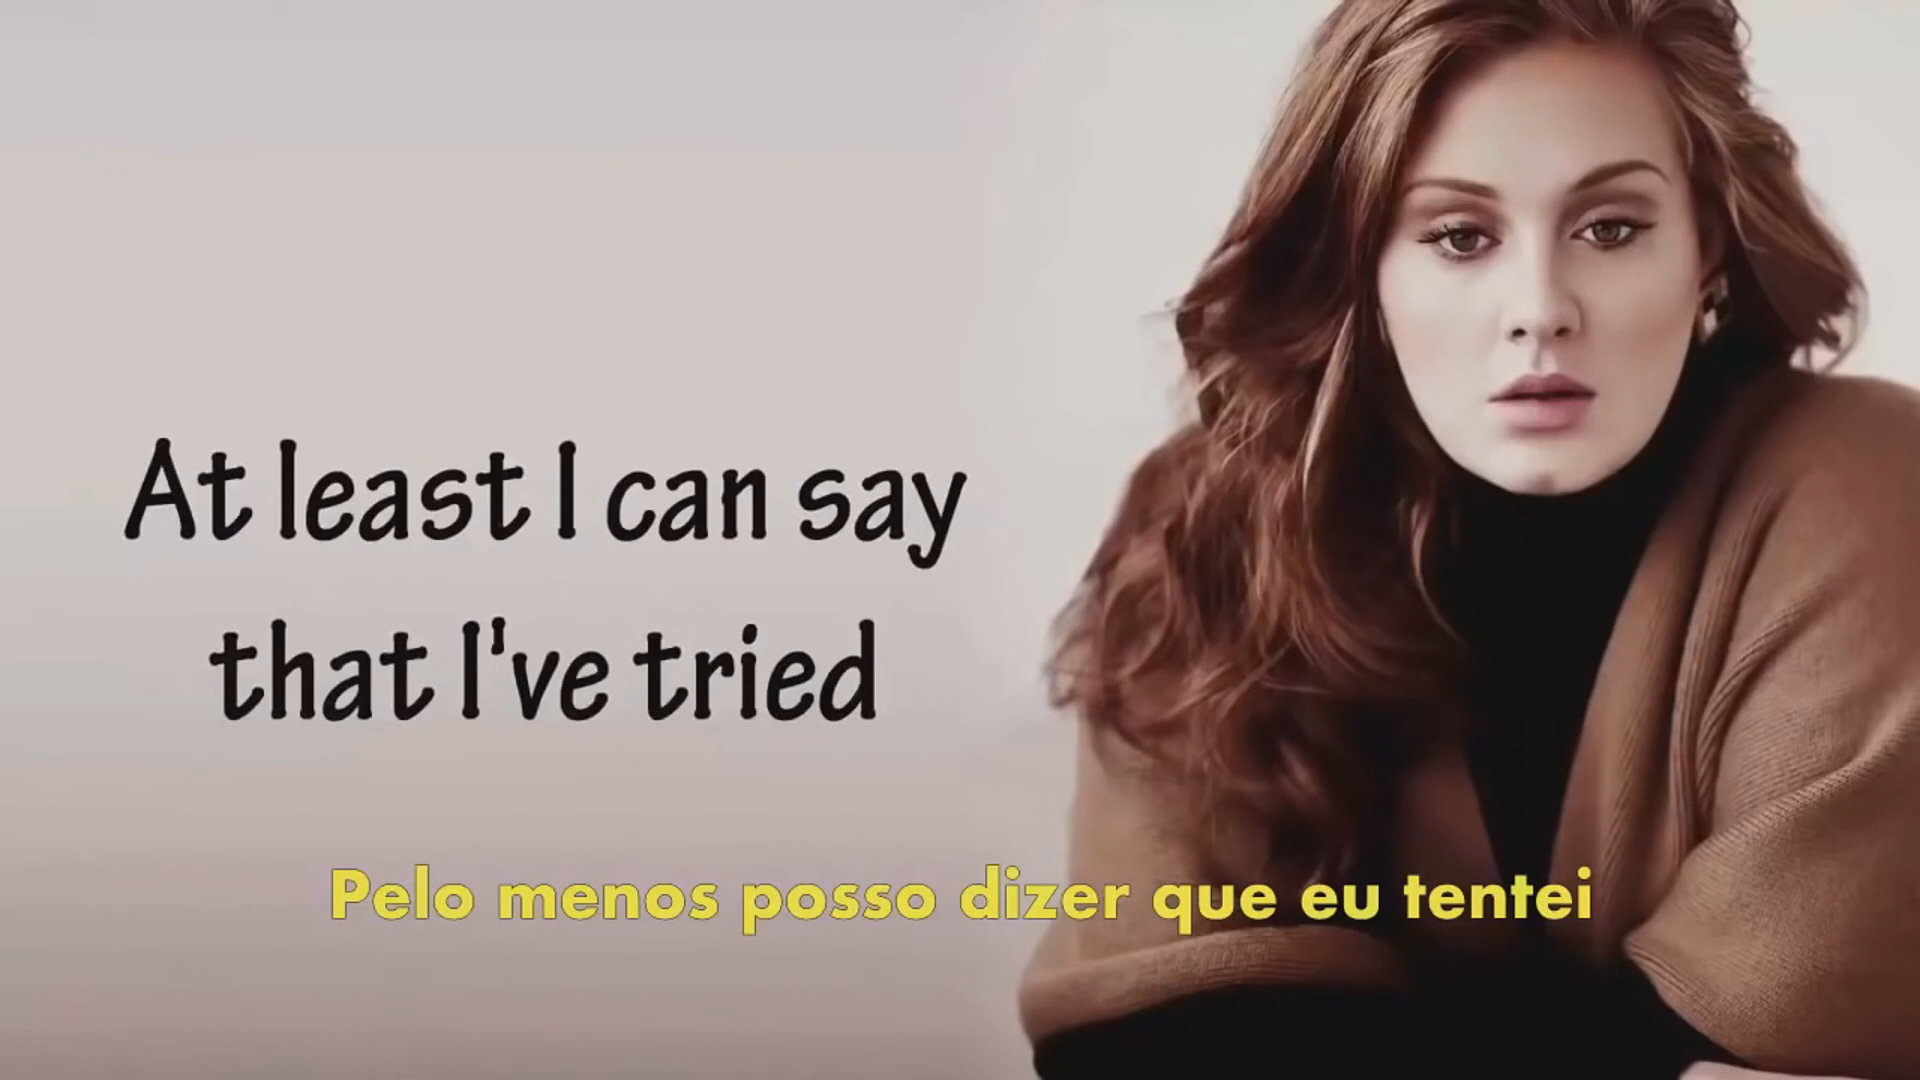 At least I can say
that I've tried
Pelo menos posso dizer que eu tentei